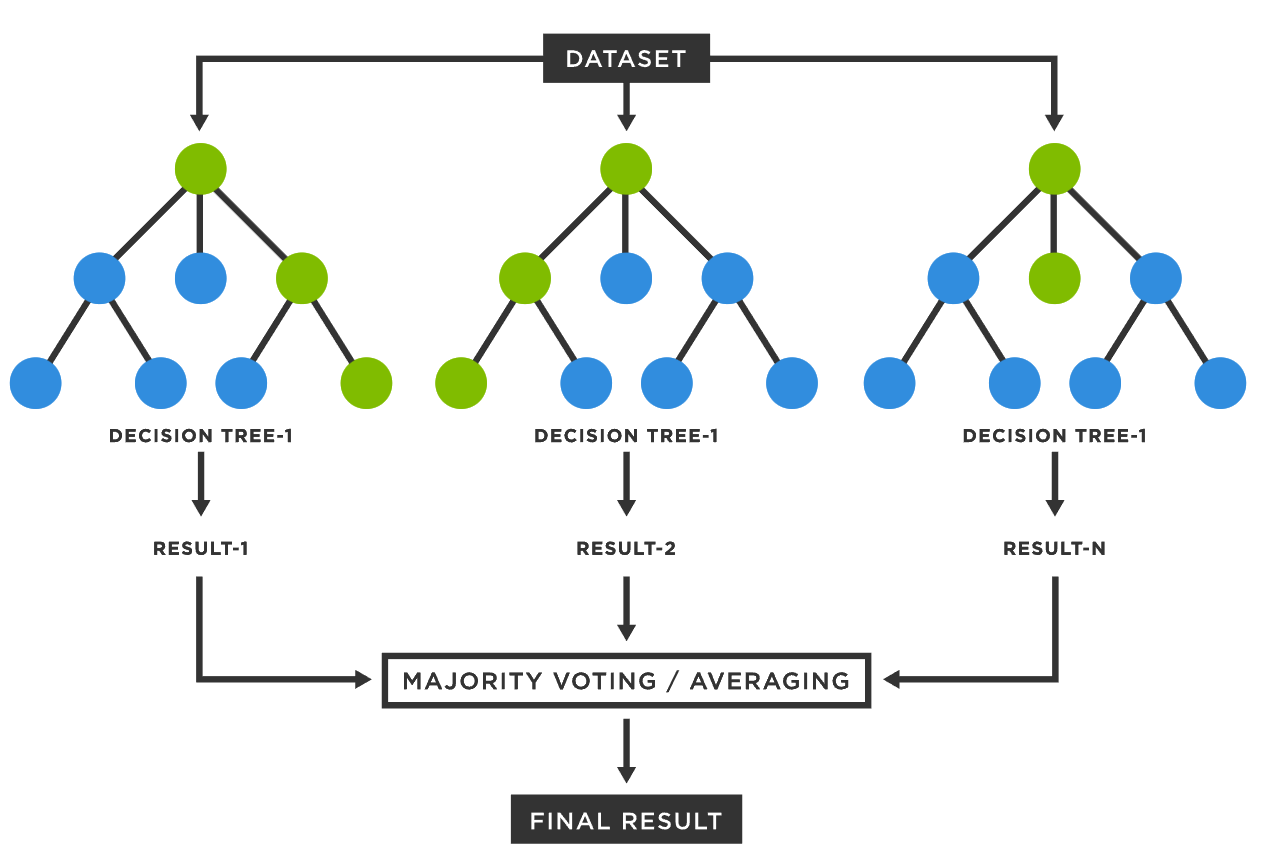 DATASET
DECISION TREE-1
DECISION TREE-1
DECISION TREE-1
RESULT-1
RESULT-2
RESULT-N
MAJORITY VOTING / AVERAGING
FINAL RESULT